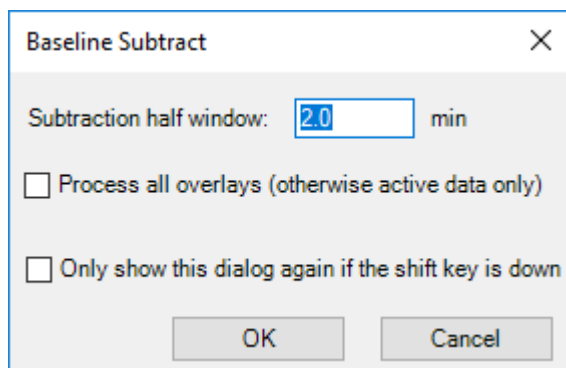 Baseline Subtract
Subtraction half window: 2.0 min
Process all overlays (otherwise active data only)
Only show this dialog again if the shift key is down
OK Cancel